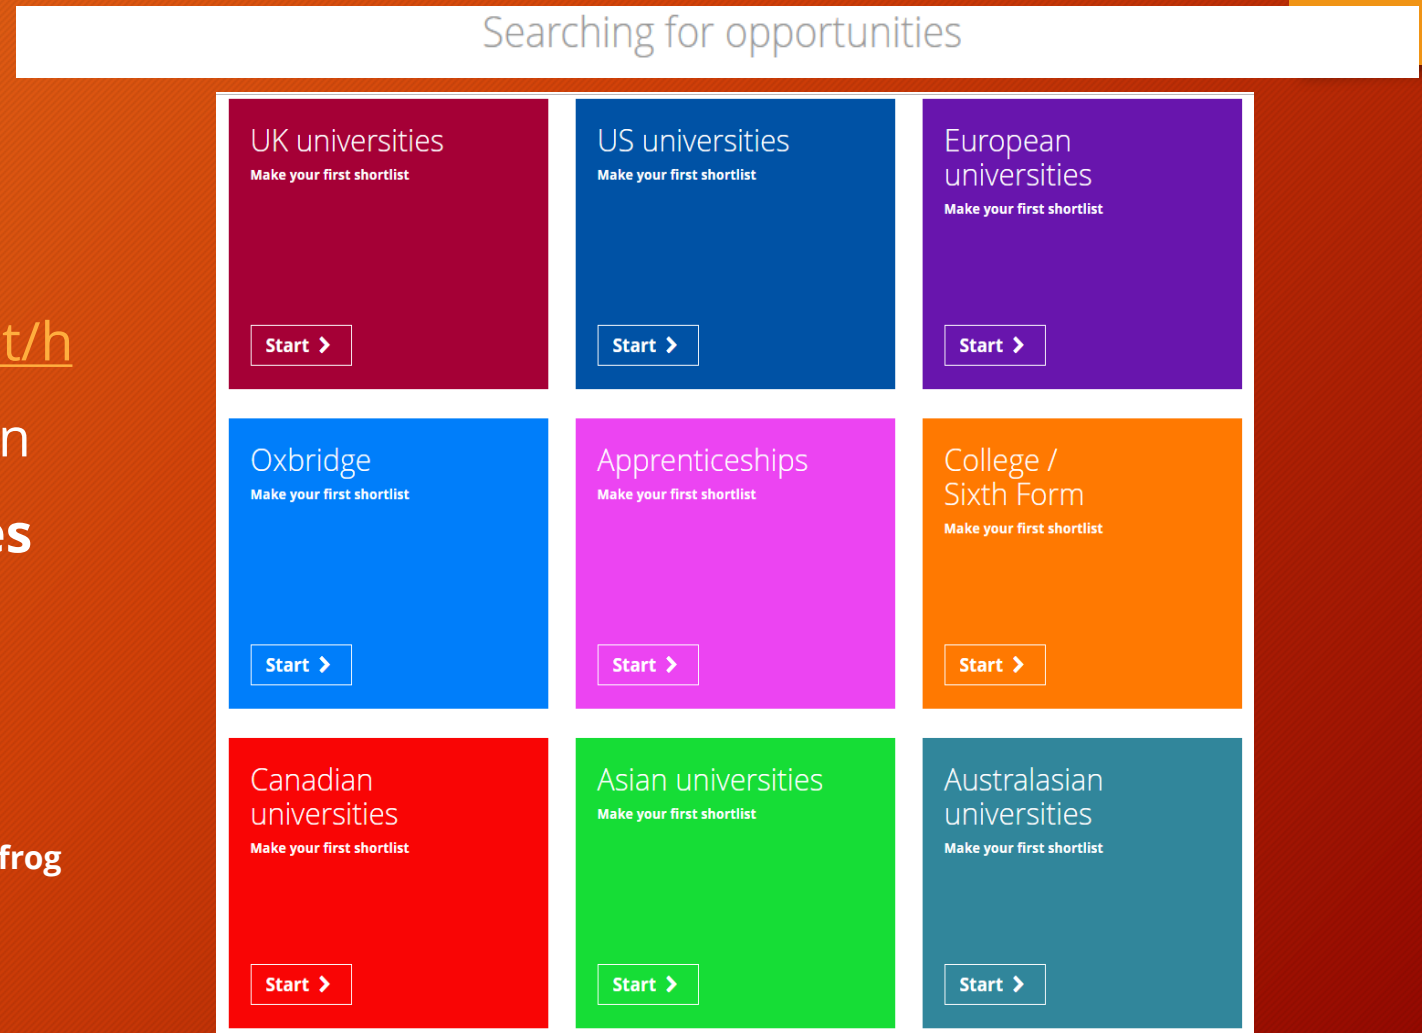 Searching for opportunities
t/h
n
es
frog
UK universities
Make your first shortlist
Start
US universities
Make your first shortlist
Start
European
universities
Make your first shortlist
Start
Oxbridge
Make your first shortlist
Start
Apprenticeships
Make your first shortlist
Start
College /
Sixth Form
Make your first shortlist
Start
Canadian
universities
Make your first shortlist
Start
Asian universities
Make your first shortlist
Start
Australasian
universities
Make your first shortlist
Start